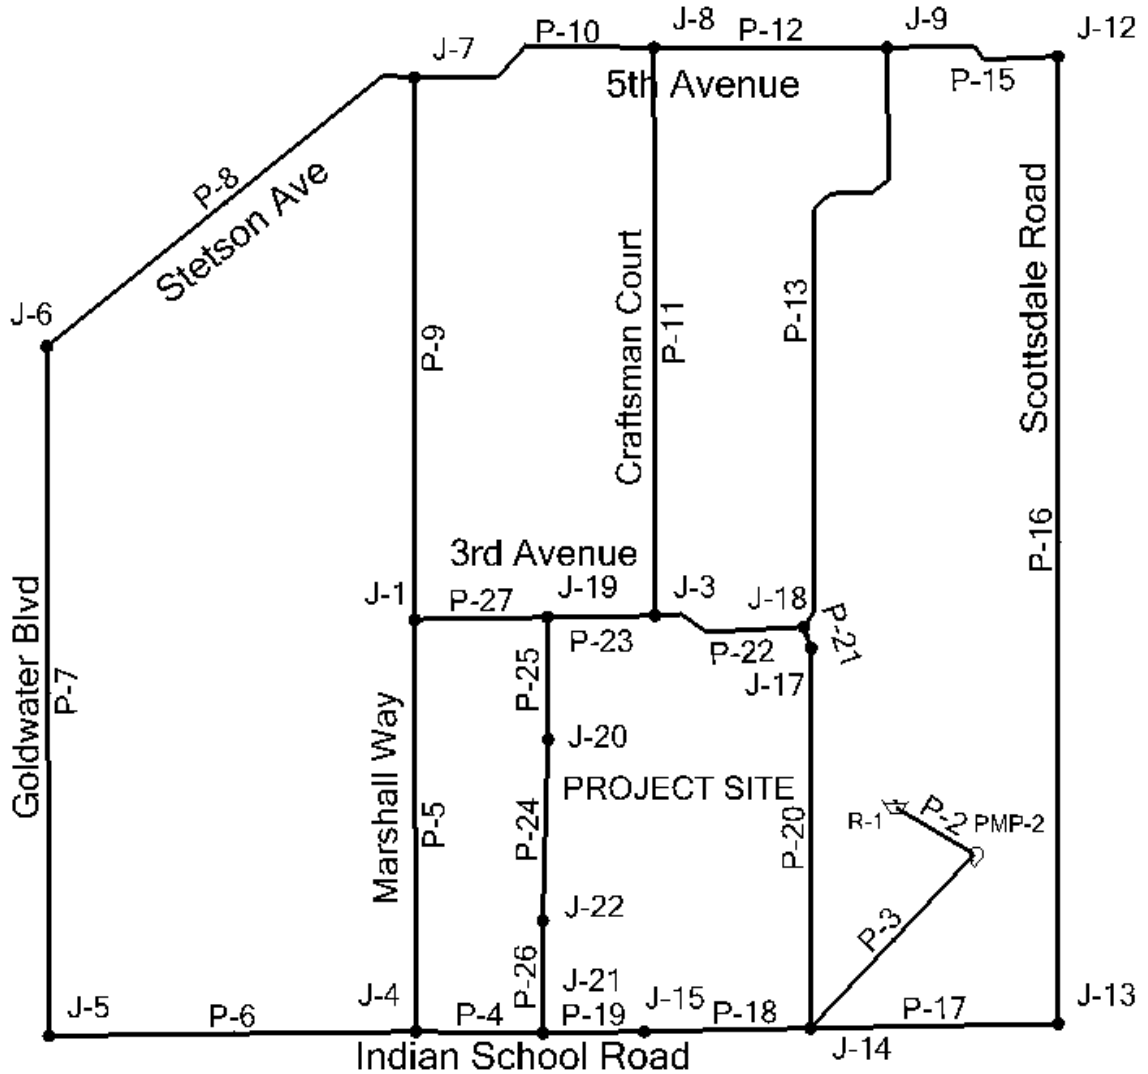 J-8
J-9
J-12
P-10
P-12
J-7
P-15
5th Avenue
P-8
Stetson Ave
Scottsdale Road
Craftsman Court
P-13
J-6
P-11
P-9
P-16
3rd Avenue
J-19
J-3
J-1
J-18
P-27
P-21
P-23
P-22
Goldwater Blvd
P-7
P-25
J-17
Marshall Way
J-20
PROJECT SITE
P-24
P-5
P-20
R-1
P-2
PMP-2
J-22
P-3
P-26
J-21
J-5
J-4
J-15
J-13
P-6
P-4
P-19
P-18
P-17
Indian School Road
J-14